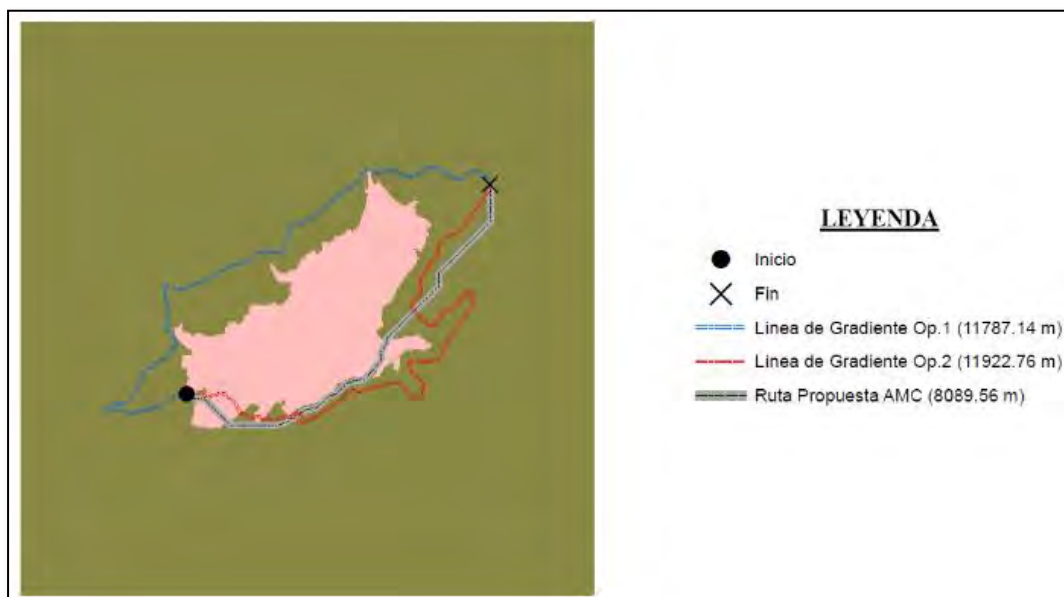 LEYENDA
Inicio
Fin
Linea de Gradiente Op.1 (11787.14 m)
Linea de Gradiente Op.2 (11922.76 m)
Ruta Propuesta AMC (8089.56 m)